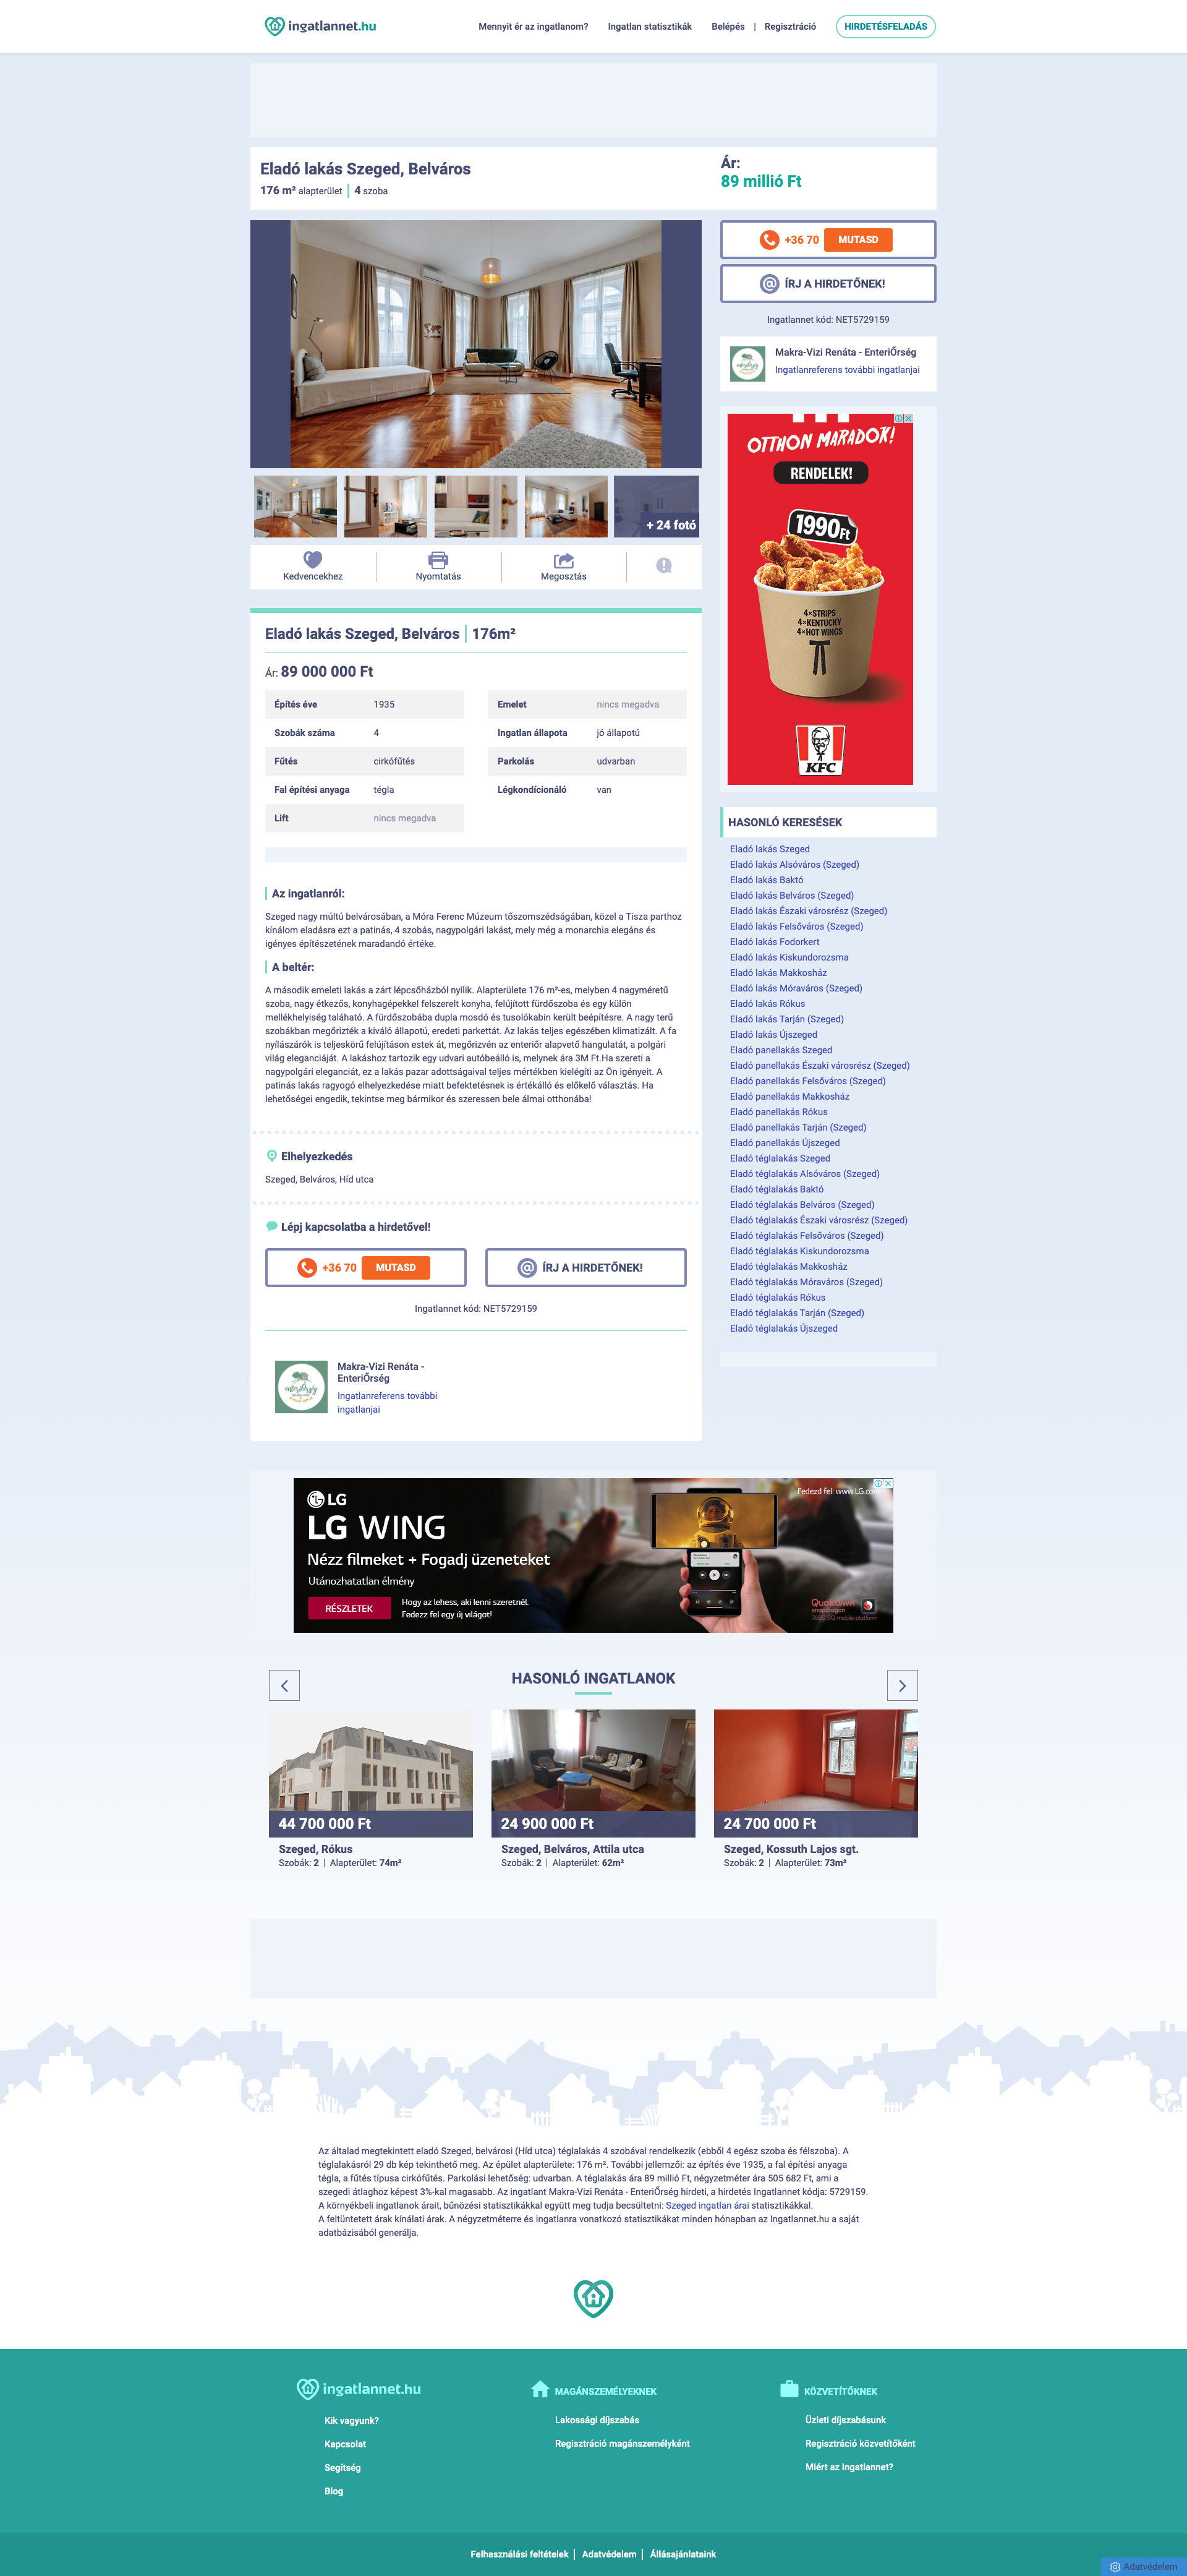 ingatlannet.hu
Mennyit ér az ingatlanom?
Ingatlan statisztikák
Belépés | Regisztráció
HIRDETÉSFELADÁS
Eladó lakás Szeged, Belváros
176 m² alapterület | 4 szoba
Ár:
89 millió Ft
+36 70 MUTASD
ÍRJ A HIRDETŐNEK!
Ingatlannet kód: NET5729159
Makra-Vizi Renáta - EnteriŐrség
Ingatlanreferens további ingatlanjai
+ 24 fotó
Kedvencekhez
Nyomtatás
Megosztás
OTTHON MARADOK!
RENDELEK!
1990Ft
4×STRIPS
4×KENTUCKY
4×HOT WINGS
KFC
Eladó lakás Szeged, Belváros | 176m²
Ár: 89 000 000 Ft
Építés éve 1935
Szobák száma 4
Fűtés cirkófűtés
Fal építési anyaga tégla
Lift nincs megadva
Emelet nincs megadva
Ingatlan állapota jó állapotú
Parkolás udvarban
Légkondícionáló van
Az ingatlanról:
Szeged nagy múltú belvárosában, a Móra Ferenc Múzeum tőszomszédságában, közel a Tisza parthoz
kínálom eladásra ezt a patinás, 4 szobás, nagypolgári lakást, mely még a monarchia elegáns és
igényes építészetének maradandó értéke.
A beltér:
A második emeleti lakás a zárt lépcsőházból nyílik. Alapterülete 176 m²-es, melyben 4 nagyméretű
szoba, nagy étkezős, konyhagépekkel felszerelt konyha, felújított fürdőszoba és egy külön
mellékhelyiség taláható. A fürdőszobába dupla mosdó és tusolókabin került beépítésre. A nagy terű
szobákban megőrizték a kiváló állapotú, eredeti parkettát. Az lakás teljes egészében klimatizált. A fa
nyílászárók is teljeskörű felújításon estek át, megőrizvén az enteriőr alapvető hangulatát, a polgári
világ eleganciáját. A lakáshoz tartozik egy udvari autóbeálló is, melynek ára 3M Ft.Ha szereti a
nagypolgári eleganciát, ez a lakás pazar adottságaival teljes mértékben kielégíti az Ön igényeit. A
patinás lakás ragyogó elhelyezkedése miatt befektetésnek is értékálló és előkelő választás. Ha
lehetőségei engedik, tekintse meg bármikor és szeressen bele álmai otthonába!
Elhelyezkedés
Szeged, Belváros, Híd utca
Lépj kapcsolatba a hirdetővel!
+36 70 MUTASD
ÍRJ A HIRDETŐNEK!
Ingatlannet kód: NET5729159
Makra-Vizi Renáta -
EnteriŐrség
Ingatlanreferens további
ingatlanjai
HASONLÓ KERESÉSEK
Eladó lakás Szeged
Eladó lakás Alsóváros (Szeged)
Eladó lakás Baktó
Eladó lakás Belváros (Szeged)
Eladó lakás Északi városrész (Szeged)
Eladó lakás Felsőváros (Szeged)
Eladó lakás Fodorkert
Eladó lakás Kiskundorozsma
Eladó lakás Makkosház
Eladó lakás Móraváros (Szeged)
Eladó lakás Rókus
Eladó lakás Tarján (Szeged)
Eladó lakás Újszeged
Eladó panellakás Szeged
Eladó panellakás Északi városrész (Szeged)
Eladó panellakás Felsőváros (Szeged)
Eladó panellakás Makkosház
Eladó panellakás Rókus
Eladó panellakás Tarján (Szeged)
Eladó panellakás Újszeged
Eladó téglalakás Szeged
Eladó téglalakás Alsóváros (Szeged)
Eladó téglalakás Baktó
Eladó téglalakás Belváros (Szeged)
Eladó téglalakás Északi városrész (Szeged)
Eladó téglalakás Felsőváros (Szeged)
Eladó téglalakás Kiskundorozsma
Eladó téglalakás Makkosház
Eladó téglalakás Móraváros (Szeged)
Eladó téglalakás Rókus
Eladó téglalakás Tarján (Szeged)
Eladó téglalakás Újszeged
LG
Fedezd fel: www.LG.com
LG WING
Nézz filmeket + Fogadj üzeneteket
Utánozhatatlan élmény
RÉSZLETEK
Hogy az lehess, aki lenni szeretnél.
Fedezz fel egy új világot!
Qualcomm
snapdragon
765G 5G mobile platform
HASONLÓ INGATLANOK
44 700 000 Ft
Szeged, Rókus
Szobák: 2 | Alapterület: 74m²
24 900 000 Ft
Szeged, Belváros, Attila utca
Szobák: 2 | Alapterület: 62m²
24 700 000 Ft
Szeged, Kossuth Lajos sgt.
Szobák: 2 | Alapterület: 73m²
Az általad megtekintett eladó Szeged, belvárosi (Híd utca) téglalakás 4 szobával rendelkezik (ebből 4 egész szoba és félszoba). A
téglalakásról 29 db kép tekinthető meg. Az épület alapterülete: 176 m². További jellemzői: az építés éve 1935, a fal építési anyaga
tégla, a fűtés típusa cirkófűtés. Parkolási lehetőség: udvarban. A téglalakás ára 89 millió Ft, négyzetméter ára 505 682 Ft, ami a
szegedi átlaghoz képest 3%-kal magasabb. Az ingatlant Makra-Vizi Renáta - EnteriŐrség hirdeti, a hirdetés Ingatlannet kódja: 5729159.
A környékbeli ingatlanok árait, bűnözési statisztikákkal együtt meg tudja becsültetni: Szeged ingatlan árai statisztikákkal.
A feltüntetett árak kínálati árak. A négyzetméterre és ingatlanra vonatkozó statisztikákat minden hónapban az Ingatlannet.hu a saját
adatbázisából generálja.
ingatlannet.hu
Kik vagyunk?
Kapcsolat
Segítség
Blog
MAGÁNSZEMÉLYEKNEK
Lakossági díjszabás
Regisztráció magánszemélyként
KÖZVETÍTŐKNEK
Üzleti díjszabásunk
Regisztráció közvetítőként
Miért az Ingatlannet?
Felhasználási feltételek | Adatvédelem | Állásajánlataink
Adatvédelem